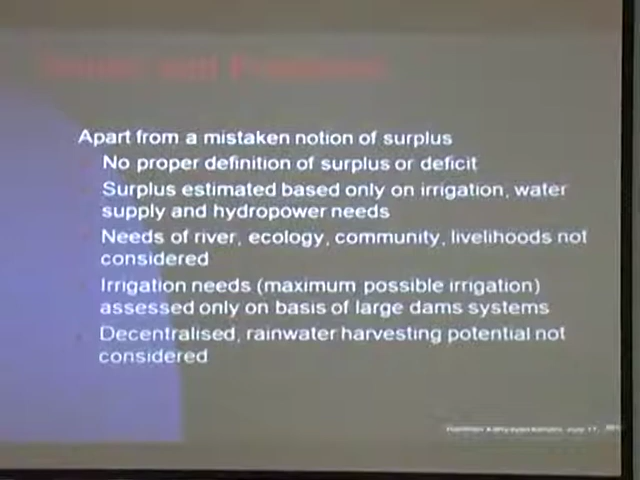 Apart from a mistaken notion of surplus
No proper definition of surplus or deficit
Surplus estimated based only on irrigation, water
supply and hydropower needs
Needs of river, ecology, community, livelihoods not
considered
Irrigation needs (maximum possible irrigation)
assessed only on basis of large dams systems
Decentralised, rainwater harvesting potential not
considered